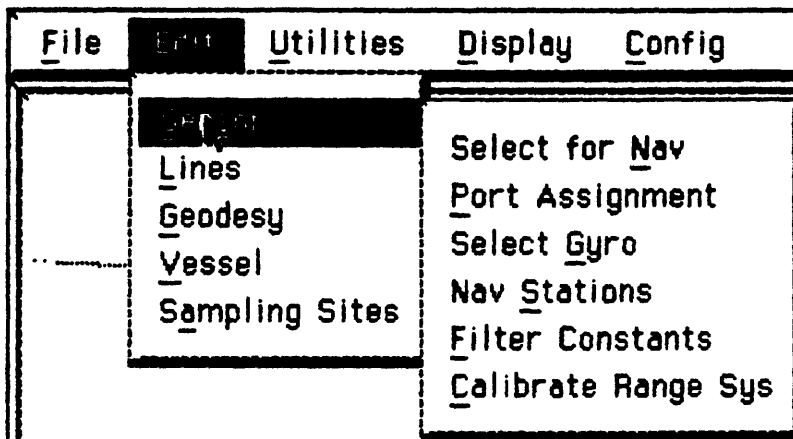 File Edit Utilities Display Config
Lines
Geodesy
Vessel
Sampling Sites
Select for Nav
Port Assignment
Select Gyro
Nav Stations
Filter Constants
Calibrate Range Sys